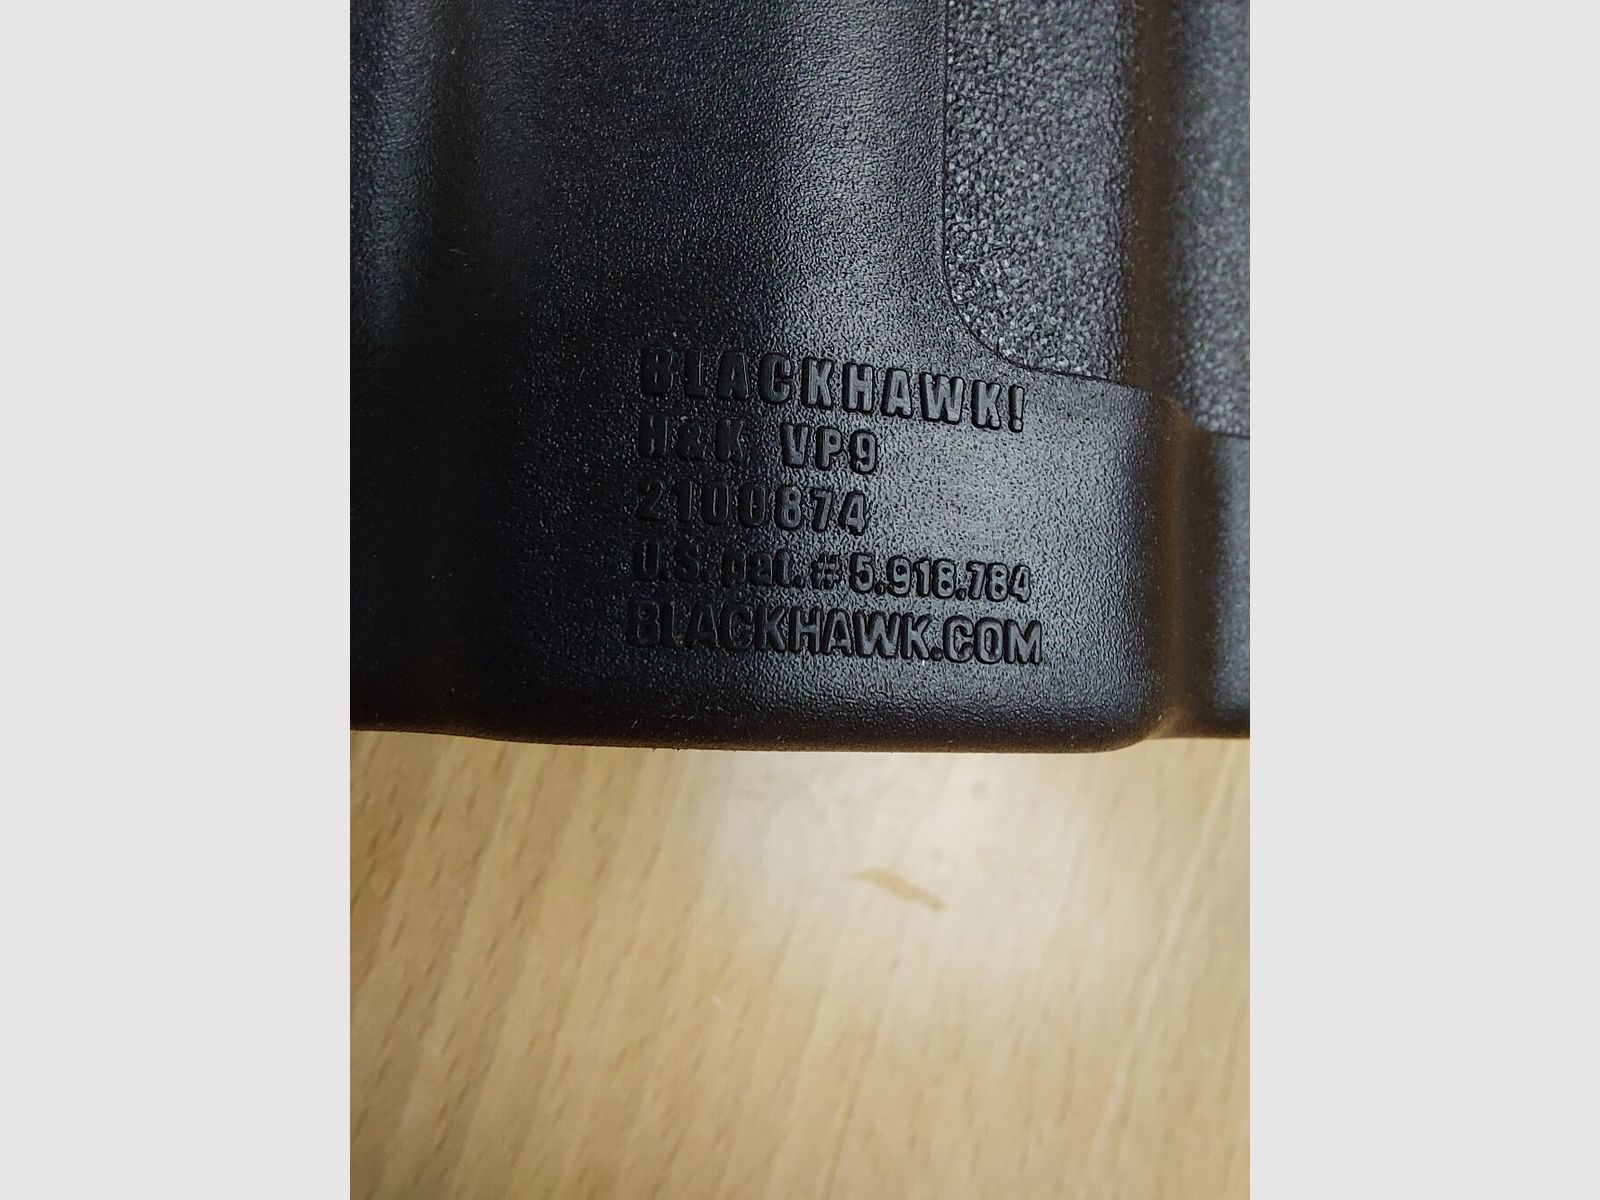 BLACKHAWK!
H&K VP9
2100874
U.S. pat. # 5.918.784
BLACKHAWK.COM